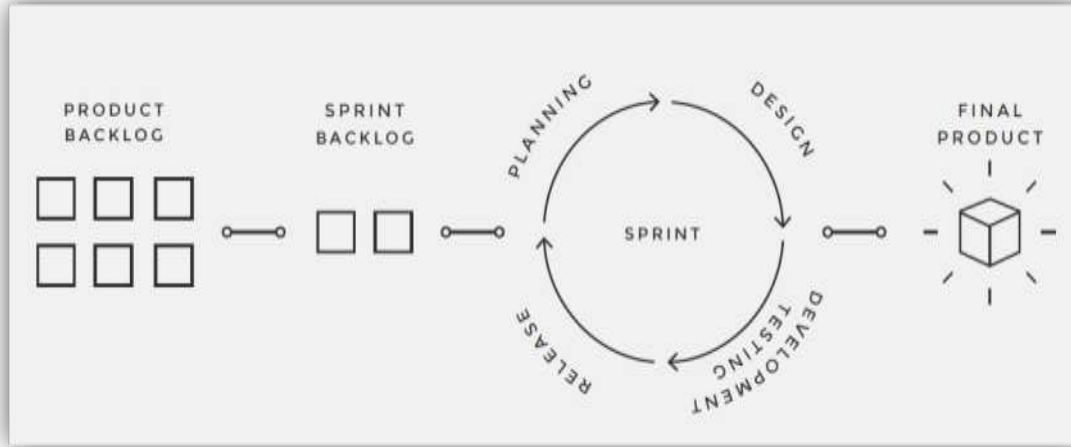 PRODUCT
BACKLOG
SPRINT
BACKLOG
PLANNING
DESIGN
SPRINT
DEVELOPMENT
TESTING
RELEASE
FINAL
PRODUCT